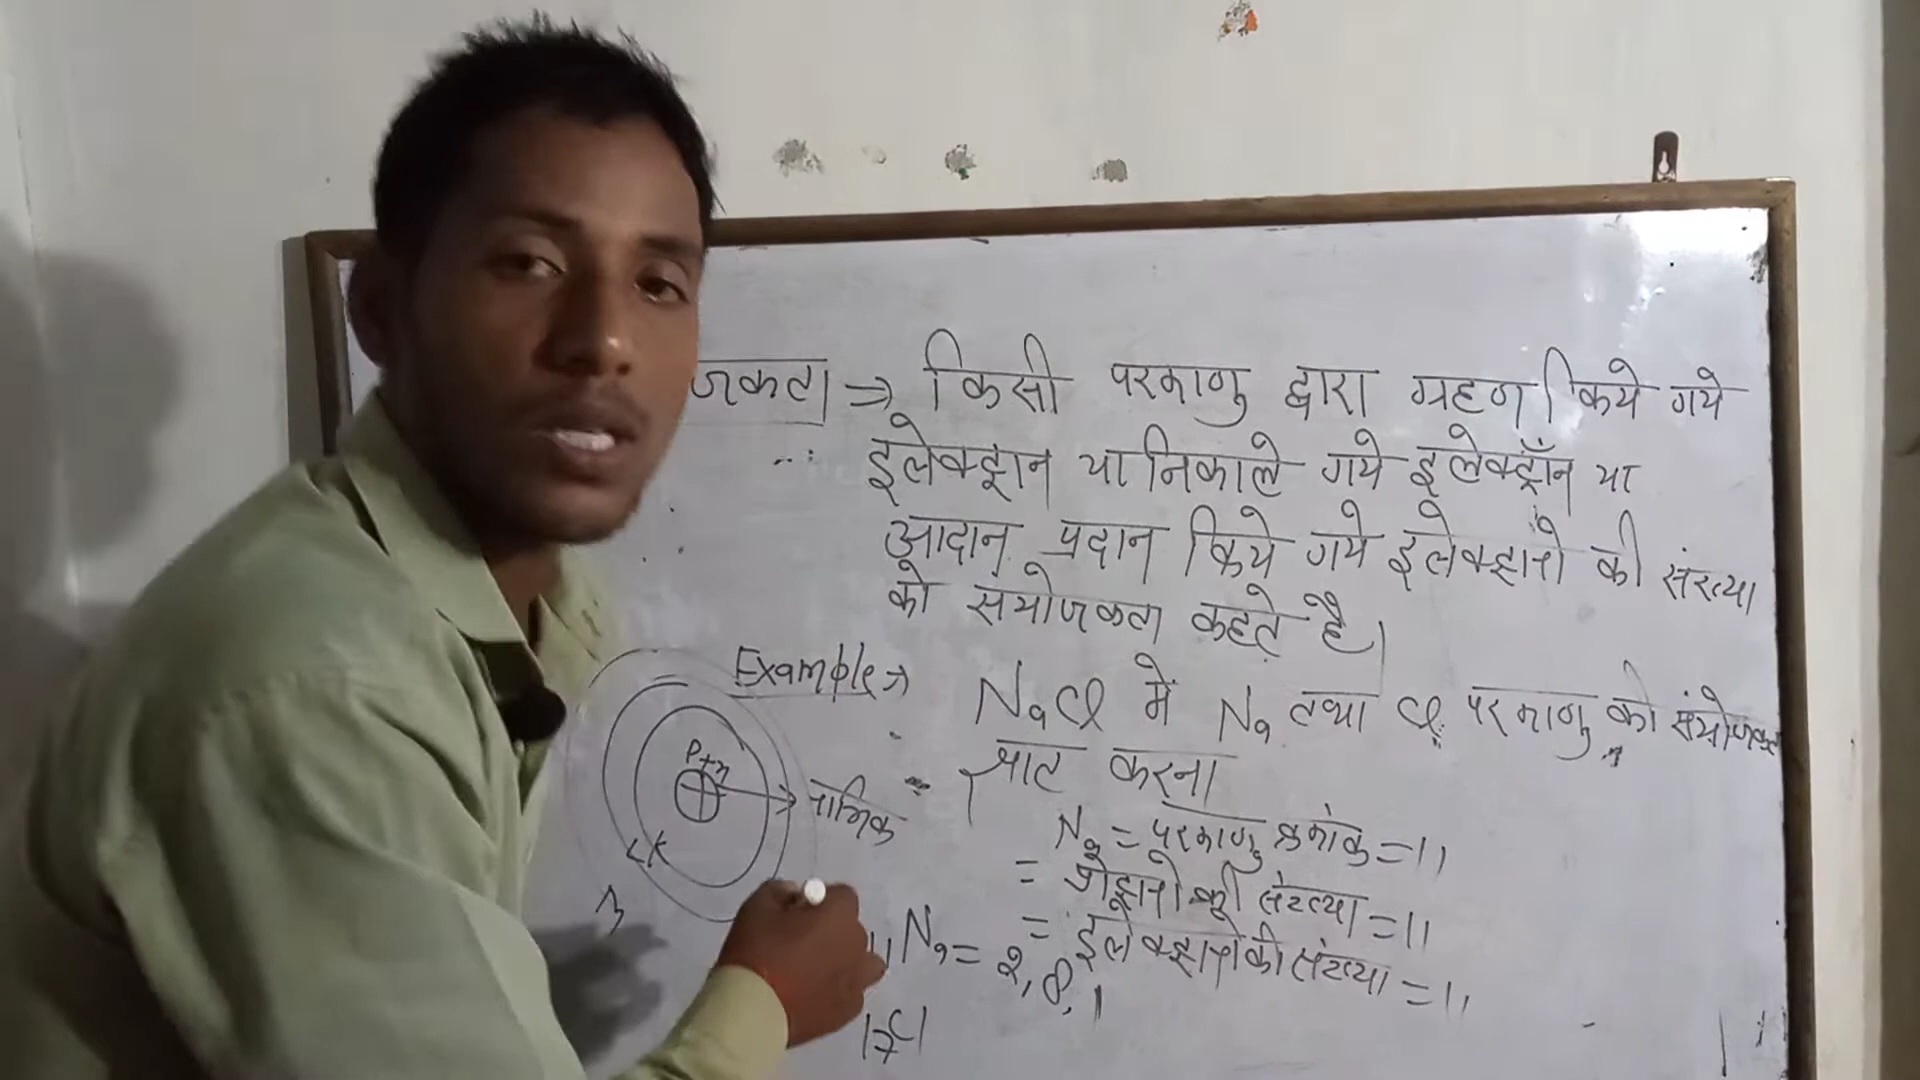 जकता ⇒ किसी परमाणु द्वारा ग्रहण किये गये
इलेक्ट्रान या निकाले गये इलेक्ट्रॉन या
आदान प्रदान किये गये इलेक्ट्रानो की संख्या
को संयोजकता कहते है।
Example → NaCl में Na तथा Cl परमाणु की संयोजकता
ज्ञात करना
P+n
नाभिक
L K
Na = परमाणु क्रमांक = 11
= प्रोट्रानो की संख्या = 11
= इलेक्ट्रानो की संख्या = 11
11Na = 2, 8, 1
17Cl